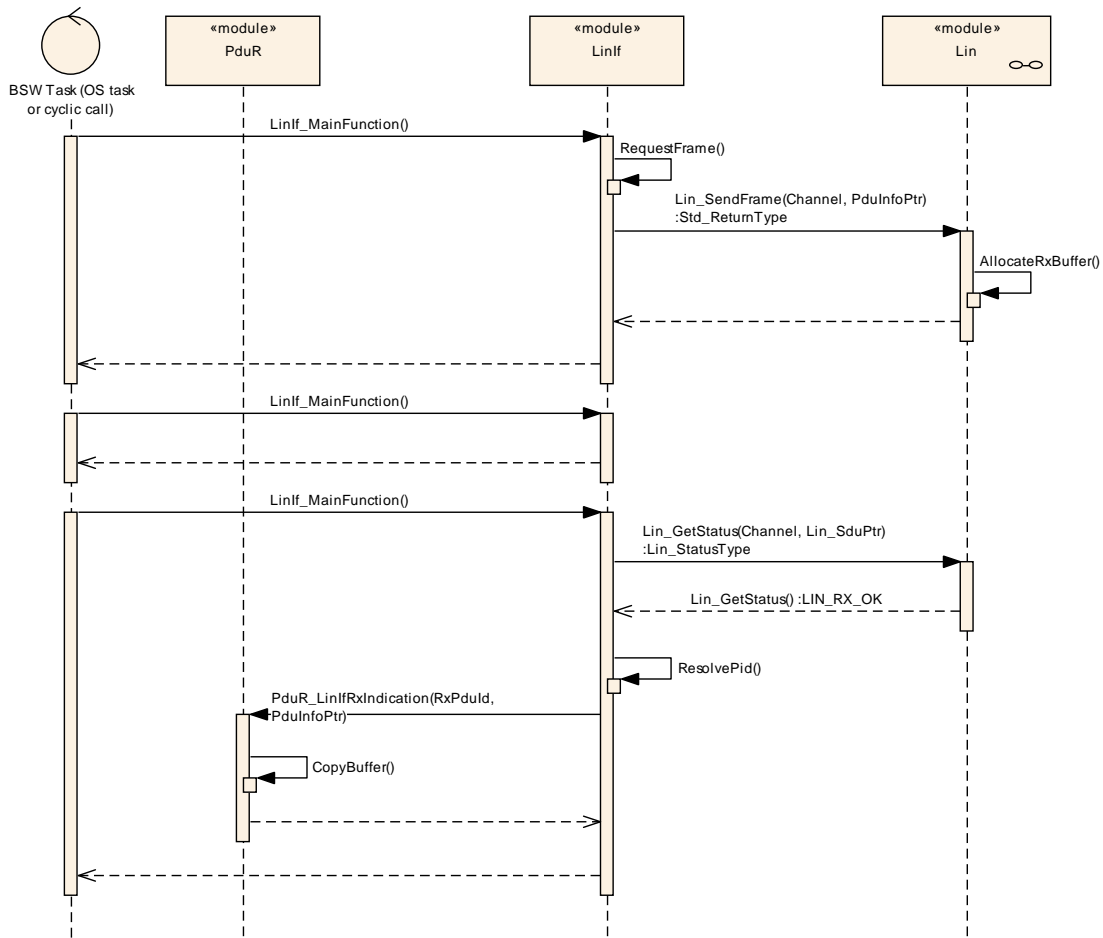 «module»
PduR
«module»
LinIf
«module»
Lin
BSW Task (OS task
or cyclic call)
LinIf_MainFunction()
RequestFrame()
Lin_SendFrame(Channel, PduInfoPtr)
:Std_ReturnType
AllocateRxBuffer()
LinIf_MainFunction()
LinIf_MainFunction()
Lin_GetStatus(Channel, Lin_SduPtr)
:Lin_StatusType
Lin_GetStatus() :LIN_RX_OK
ResolvePid()
PduR_LinIfRxIndication(RxPduId,
PduInfoPtr)
CopyBuffer()